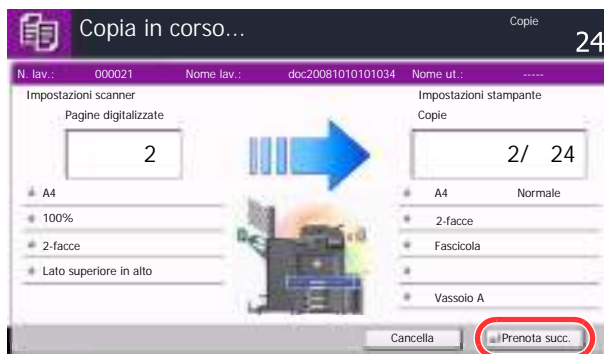 Copia in corso...
Copie
24
N. lav.: 000021 Nome lav.: doc20081010101034 Nome ut.: -----
Impostazioni scanner
Pagine digitalizzate
2
A4
100%
2-facce
Lato superiore in alto
Impostazioni stampante
Copie
2/ 24
A4 Normale
2-facce
Fascicola
Vassoio A
Cancella
Prenota succ.